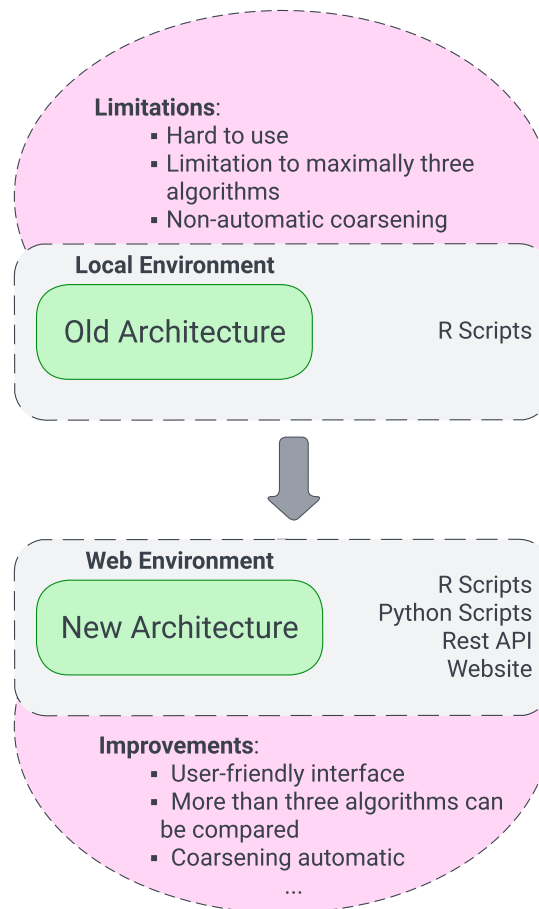 Limitations:
▪ Hard to use
▪ Limitation to maximally three
algorithms
▪ Non-automatic coarsening
Local Environment
Old Architecture
R Scripts
Web Environment
New Architecture
R Scripts
Python Scripts
Rest API
Website
Improvements:
▪ User-friendly interface
▪ More than three algorithms can
be compared
▪ Coarsening automatic
...